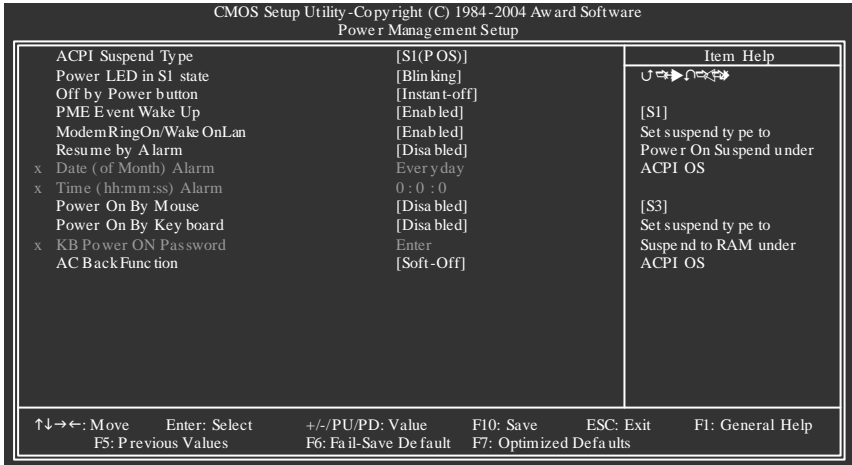 CMOS Setup Utility-Copyright (C) 1984-2004 Award Software
Power Management Setup
ACPI Suspend Type [S1(POS)] Item Help
Power LED in S1 state [Blinking]
Off by Power button [Instant-off]
PME Event Wake Up [Enabled] [S1]
ModemRingOn/WakeOnLan [Enabled] Set suspend type to
Resume by Alarm [Disabled] Power On Suspend under
x Date (of Month) Alarm Everyday ACPI OS
x Time (hh:mm:ss) Alarm 0:0:0
Power On By Mouse [Disabled] [S3]
Power On By Keyboard [Disabled] Set suspend type to
x KB Power ON Password Enter Suspend to RAM under
AC Back Function [Soft-Off] ACPI OS
↑↓→←: Move Enter: Select +/-/PU/PD: Value F10: Save ESC: Exit F1: General Help
F5: Previous Values F6: Fail-Save Default F7: Optimized Defaults